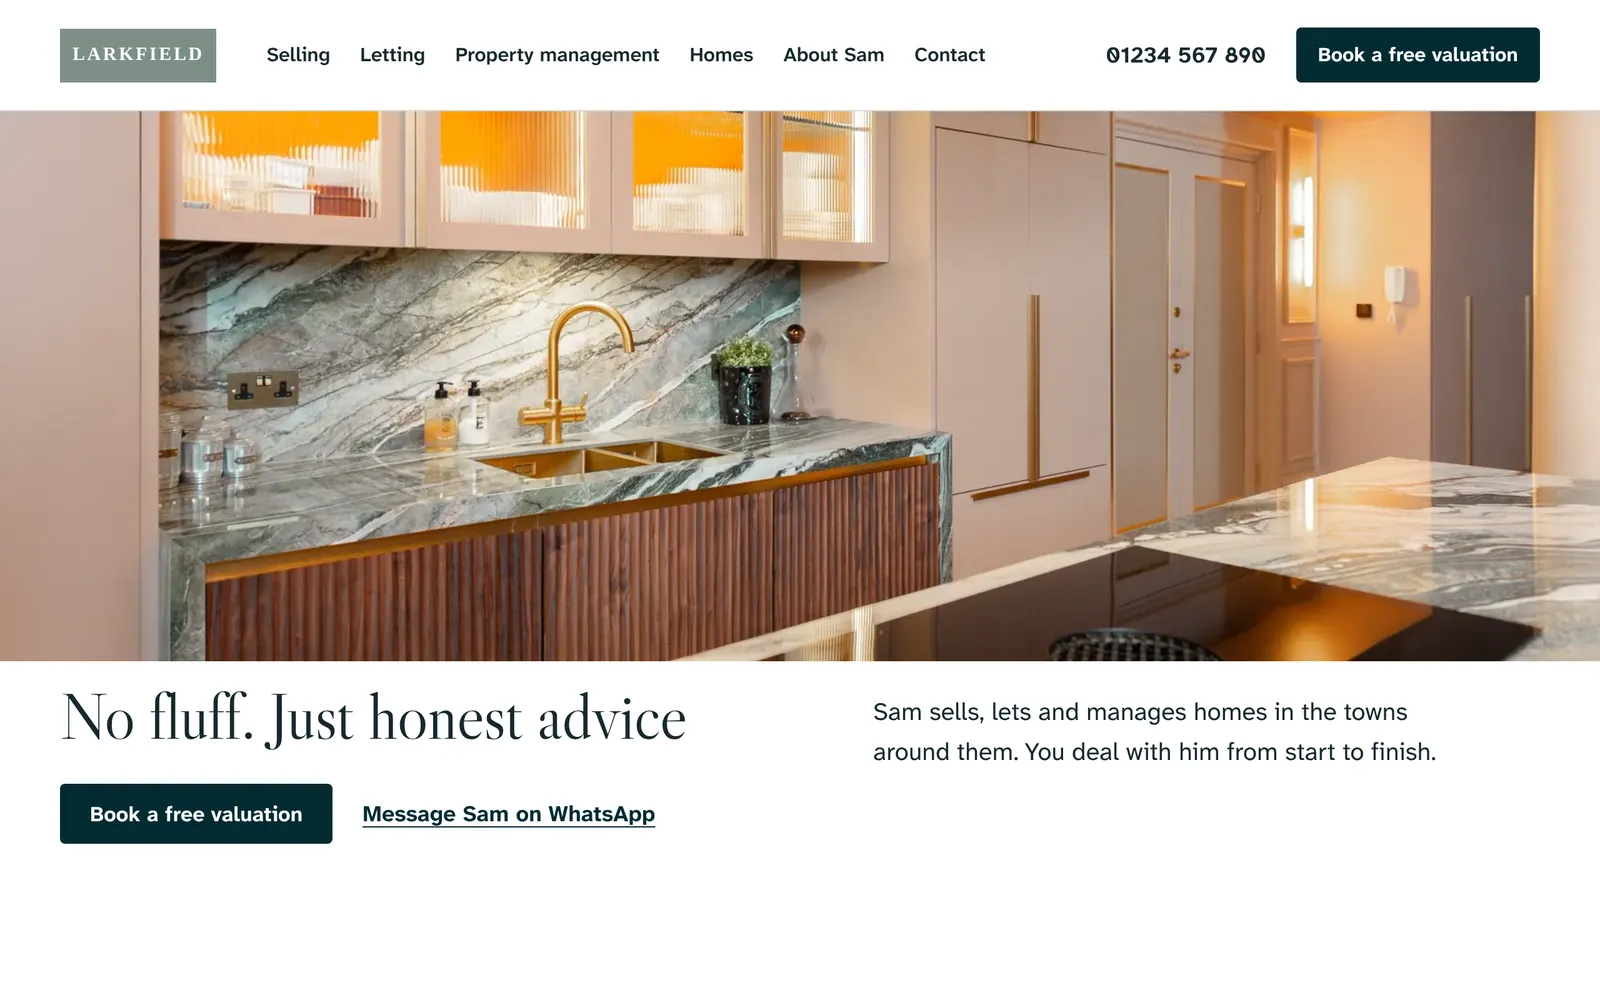 LARKFIELD
Selling
Letting
Property management
Homes
About Sam
Contact
01234 567 890
Book a free valuation
No fluff. Just honest advice
Sam sells, lets and manages homes in the towns
around them. You deal with him from start to finish.
Book a free valuation
Message Sam on WhatsApp